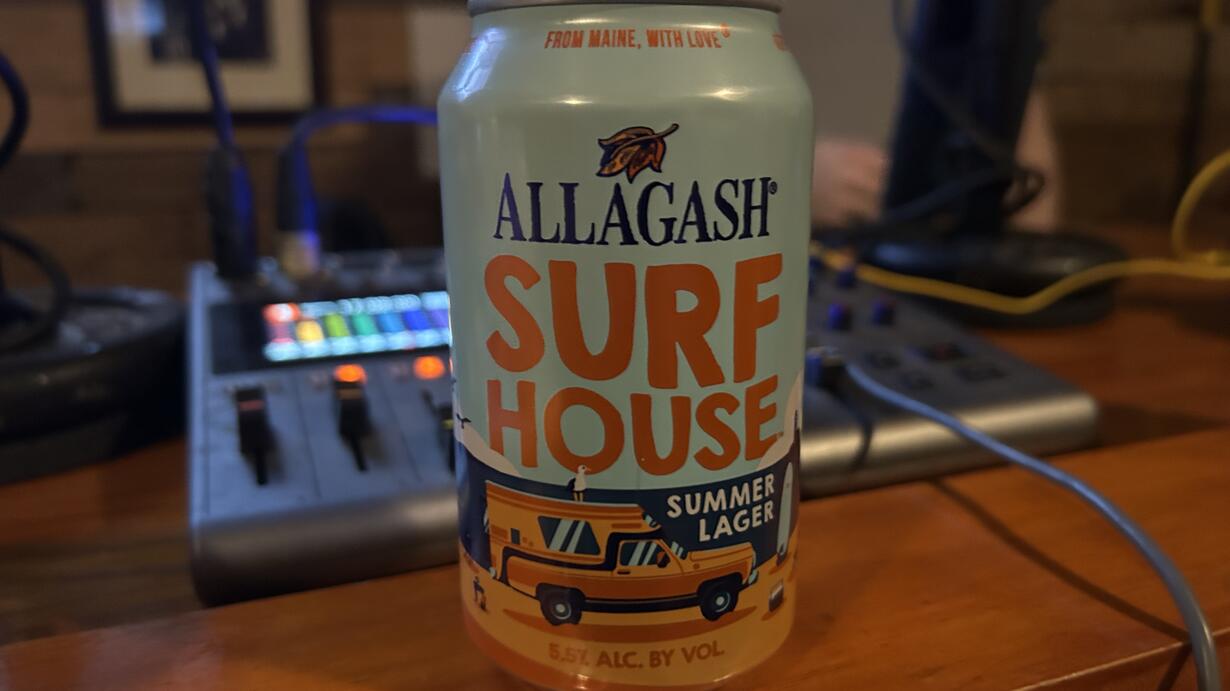 FROM MAINE, WITH LOVE®
ALLAGASH®
SURF
HOUSE
SUMMER
LAGER
5.5% ALC. BY VOL.